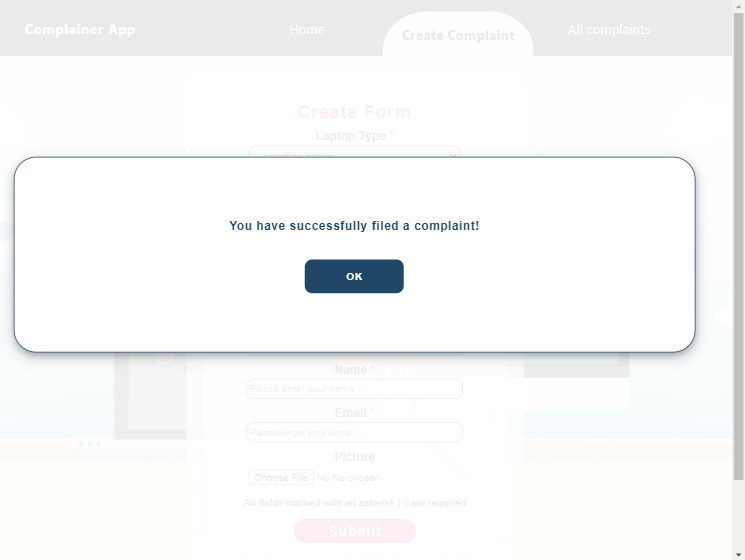 Complainer App
Home
Create Complaint
All complaints
Create Form
Laptop Type *
You have successfully filed a complaint!
OK
Name *
Please enter your name ...
Email *
Please enter your email ...
Picture
Choose File No file chosen
All fields marked with an asterisk (*) are required
Submit